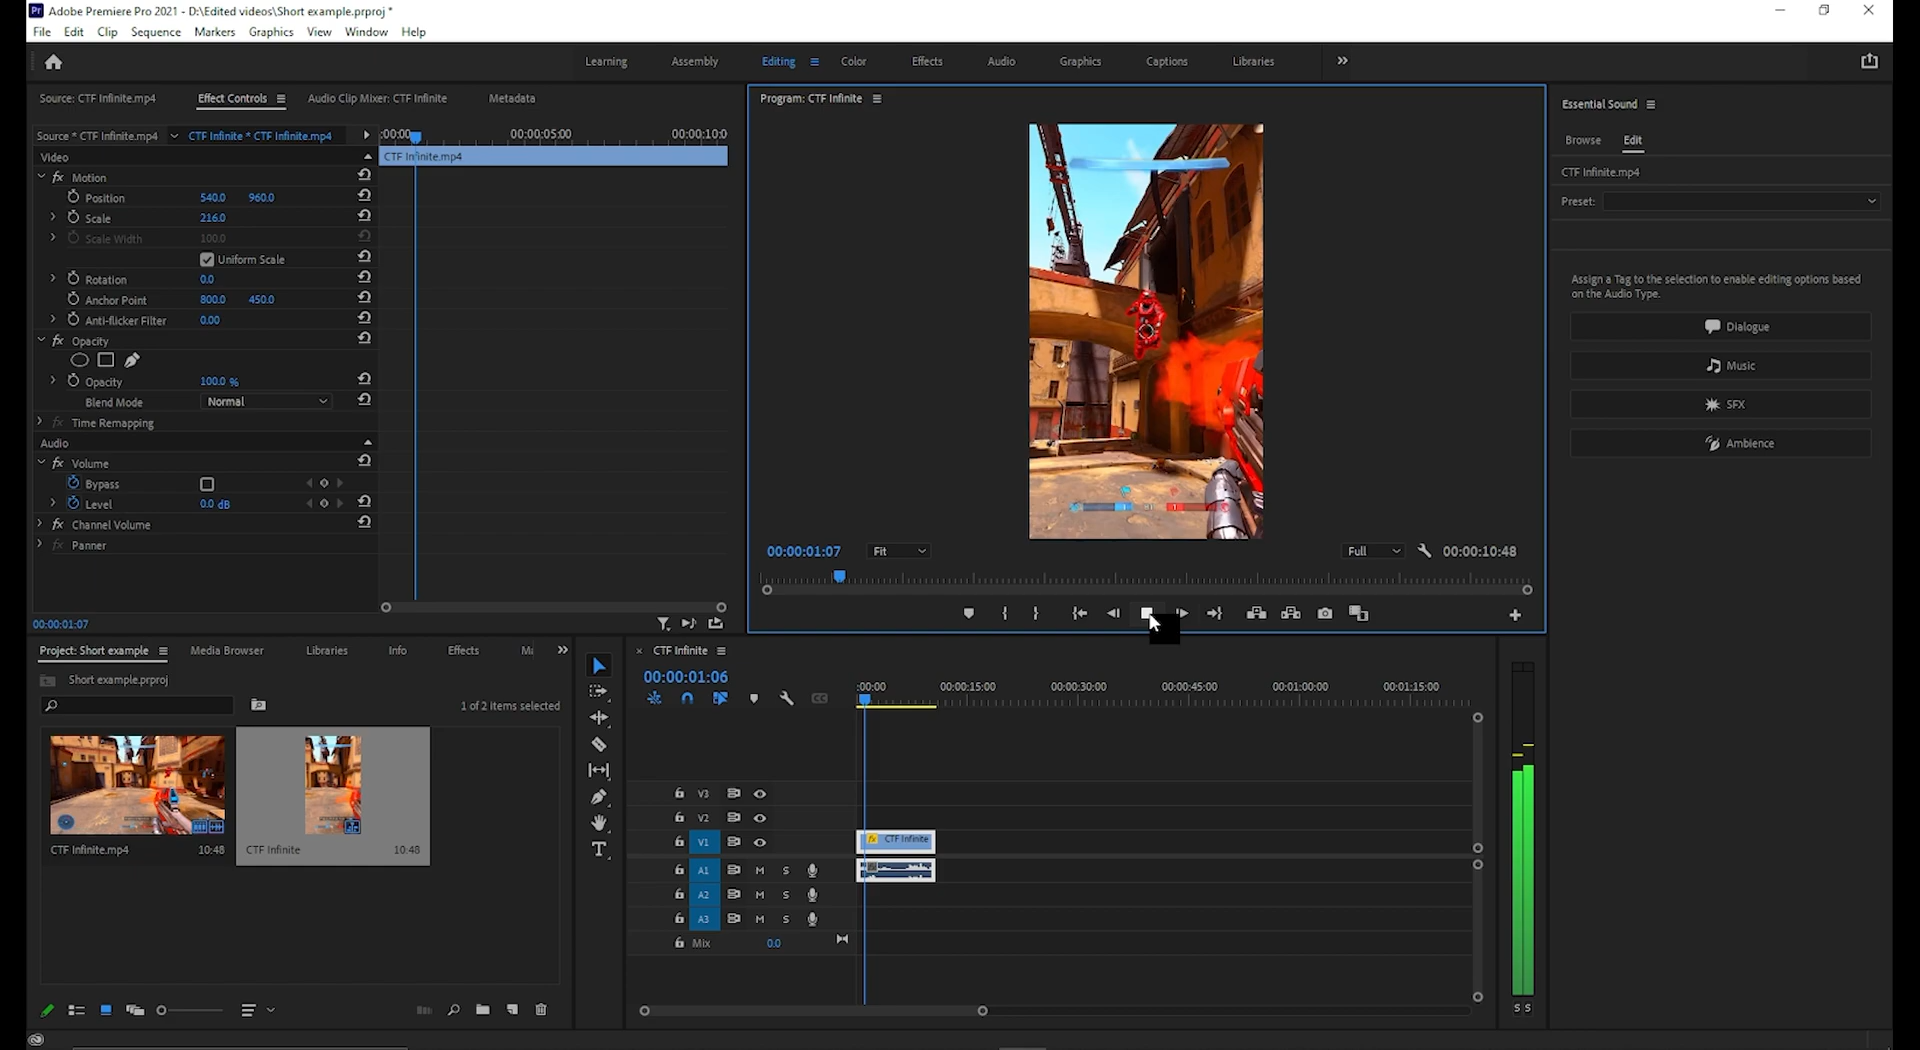 Adobe Premiere Pro 2021 - D:\Edited videos\Short example.prproj *
File Edit Clip Sequence Markers Graphics View Window Help
Learning Assembly Editing Color Effects Audio Graphics Captions Libraries
Source: CTF Infinite.mp4 Effect Controls Audio Clip Mixer: CTF Infinite Metadata
Source * CTF Infinite.mp4 CTF Infinite * CTF Infinite.mp4
:00:00 00:00:05:00 00:00:10:0
CTF Infinite.mp4
Video
fx Motion
Position 540.0 960.0
Scale 216.0
Scale Width 100.0
Uniform Scale
Rotation 0.0
Anchor Point 800.0 450.0
Anti-flicker Filter 0.00
fx Opacity
Opacity 100.0 %
Blend Mode Normal
fx Time Remapping
Audio
fx Volume
Bypass
Level 0.0 dB
fx Channel Volume
fx Panner
00:00:01:07
Program: CTF Infinite
00:00:01:07 Fit Full 00:00:10:48
Essential Sound
Browse Edit
CTF Infinite.mp4
Preset:
Assign a Tag to the selection to enable editing options based
on the Audio Type.
Dialogue
Music
SFX
Ambience
Project: Short example Media Browser Libraries Info Effects
Short example.prproj
1 of 2 items selected
CTF Infinite.mp4 10:48
CTF Infinite 10:48
× CTF Infinite
00:00:01:06
:00:00 00:00:15:00 00:00:30:00 00:00:45:00 00:01:00:00 00:01:15:00
V3
V2
V1
fx CTF Infinite
A1 M S
A2 M S
A3 M S
Mix 0.0
S S